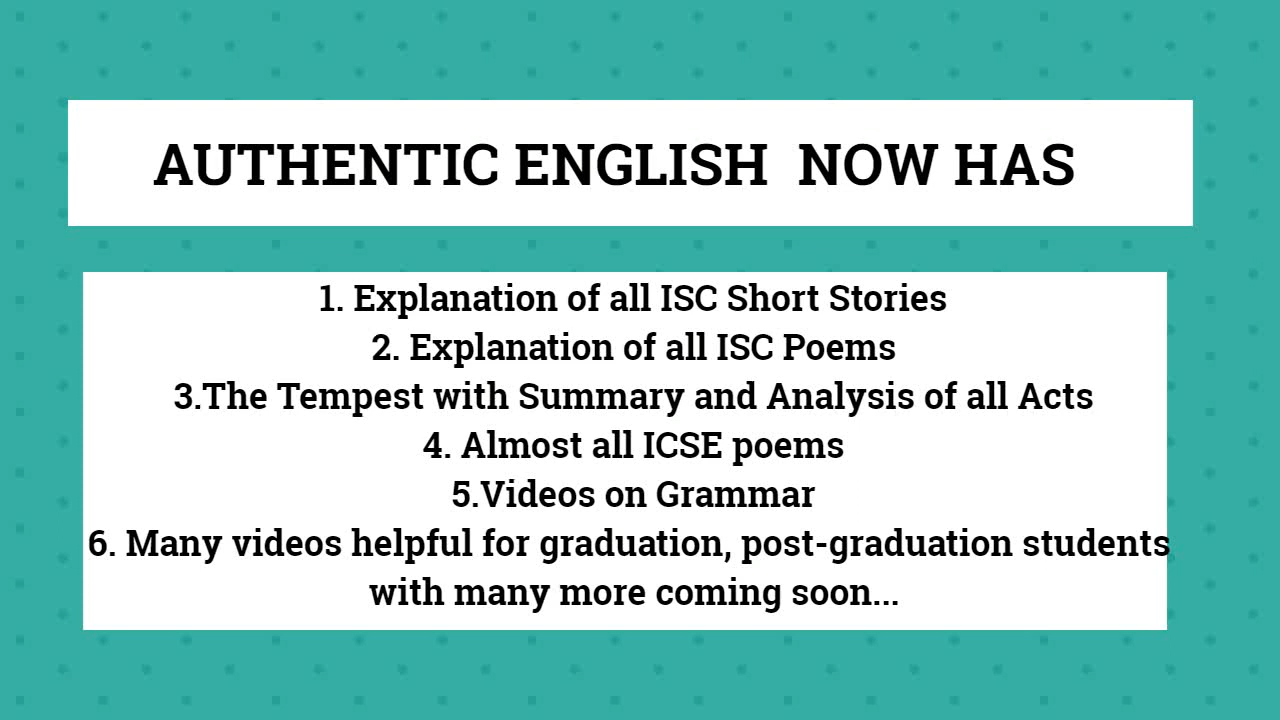 AUTHENTIC ENGLISH  NOW HAS
1. Explanation of all ISC Short Stories
2. Explanation of all ISC Poems
3.The Tempest with Summary and Analysis of all Acts
4. Almost all ICSE poems
5.Videos on Grammar
6. Many videos helpful for graduation, post-graduation students
with many more coming soon...